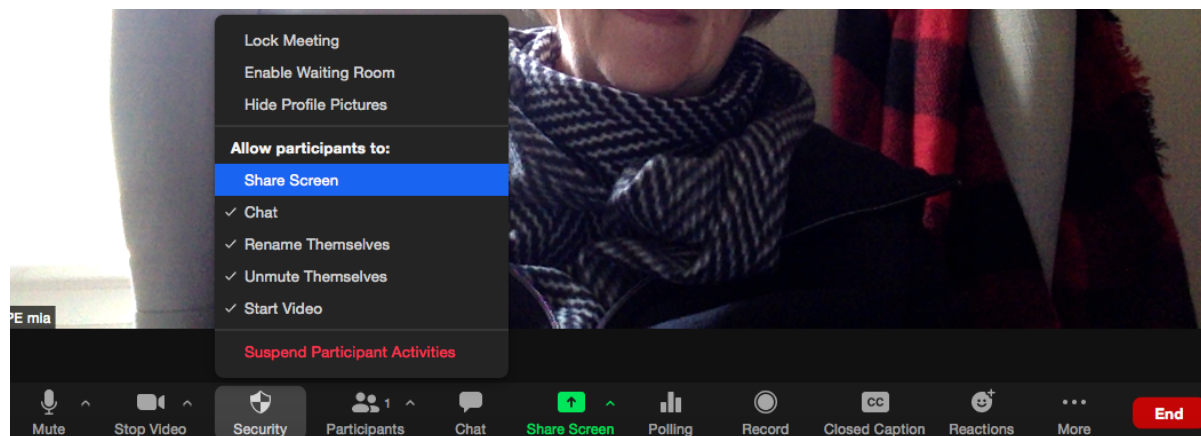 Lock Meeting
Enable Waiting Room
Hide Profile Pictures
Allow participants to:
Share Screen
✓ Chat
✓ Rename Themselves
✓ Unmute Themselves
✓ Start Video
Suspend Participant Activities
PE mla
1
CC
Mute Stop Video Security Participants Chat Share Screen Polling Record Closed Caption Reactions More End